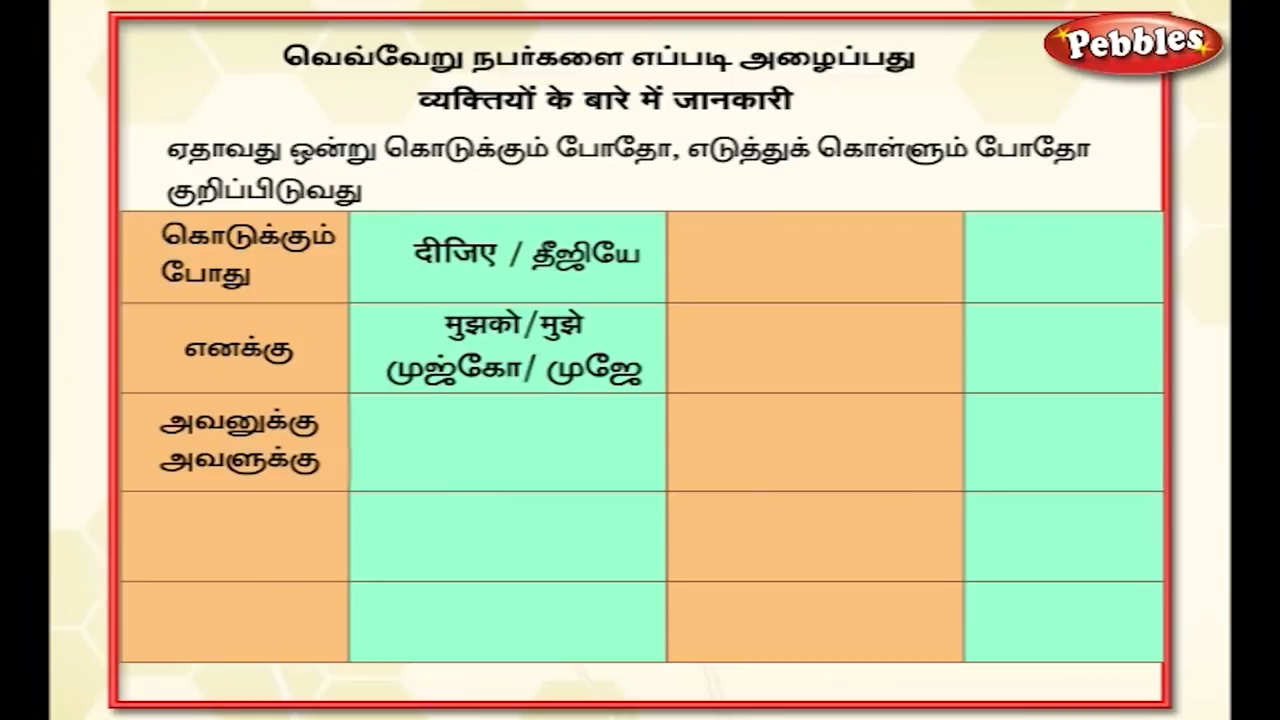 Pebbles
வெவ்வேறு நபர்களை எப்படி அழைப்பது
व्यक्तियों के बारे में जानकारी
ஏதாவது ஒன்று கொடுக்கும் போதோ, எடுத்துக் கொள்ளும் போதோ
குறிப்பிடுவது
கொடுக்கும்
போது
दीजिए / தீஜியே
எனக்கு
मुझको/मुझे
முஜ்கோ/ முஜே
அவனுக்கு
அவளுக்கு